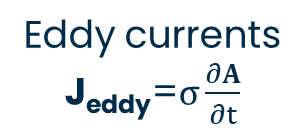 Eddy currents
J_eddy = σ ∂A/∂t